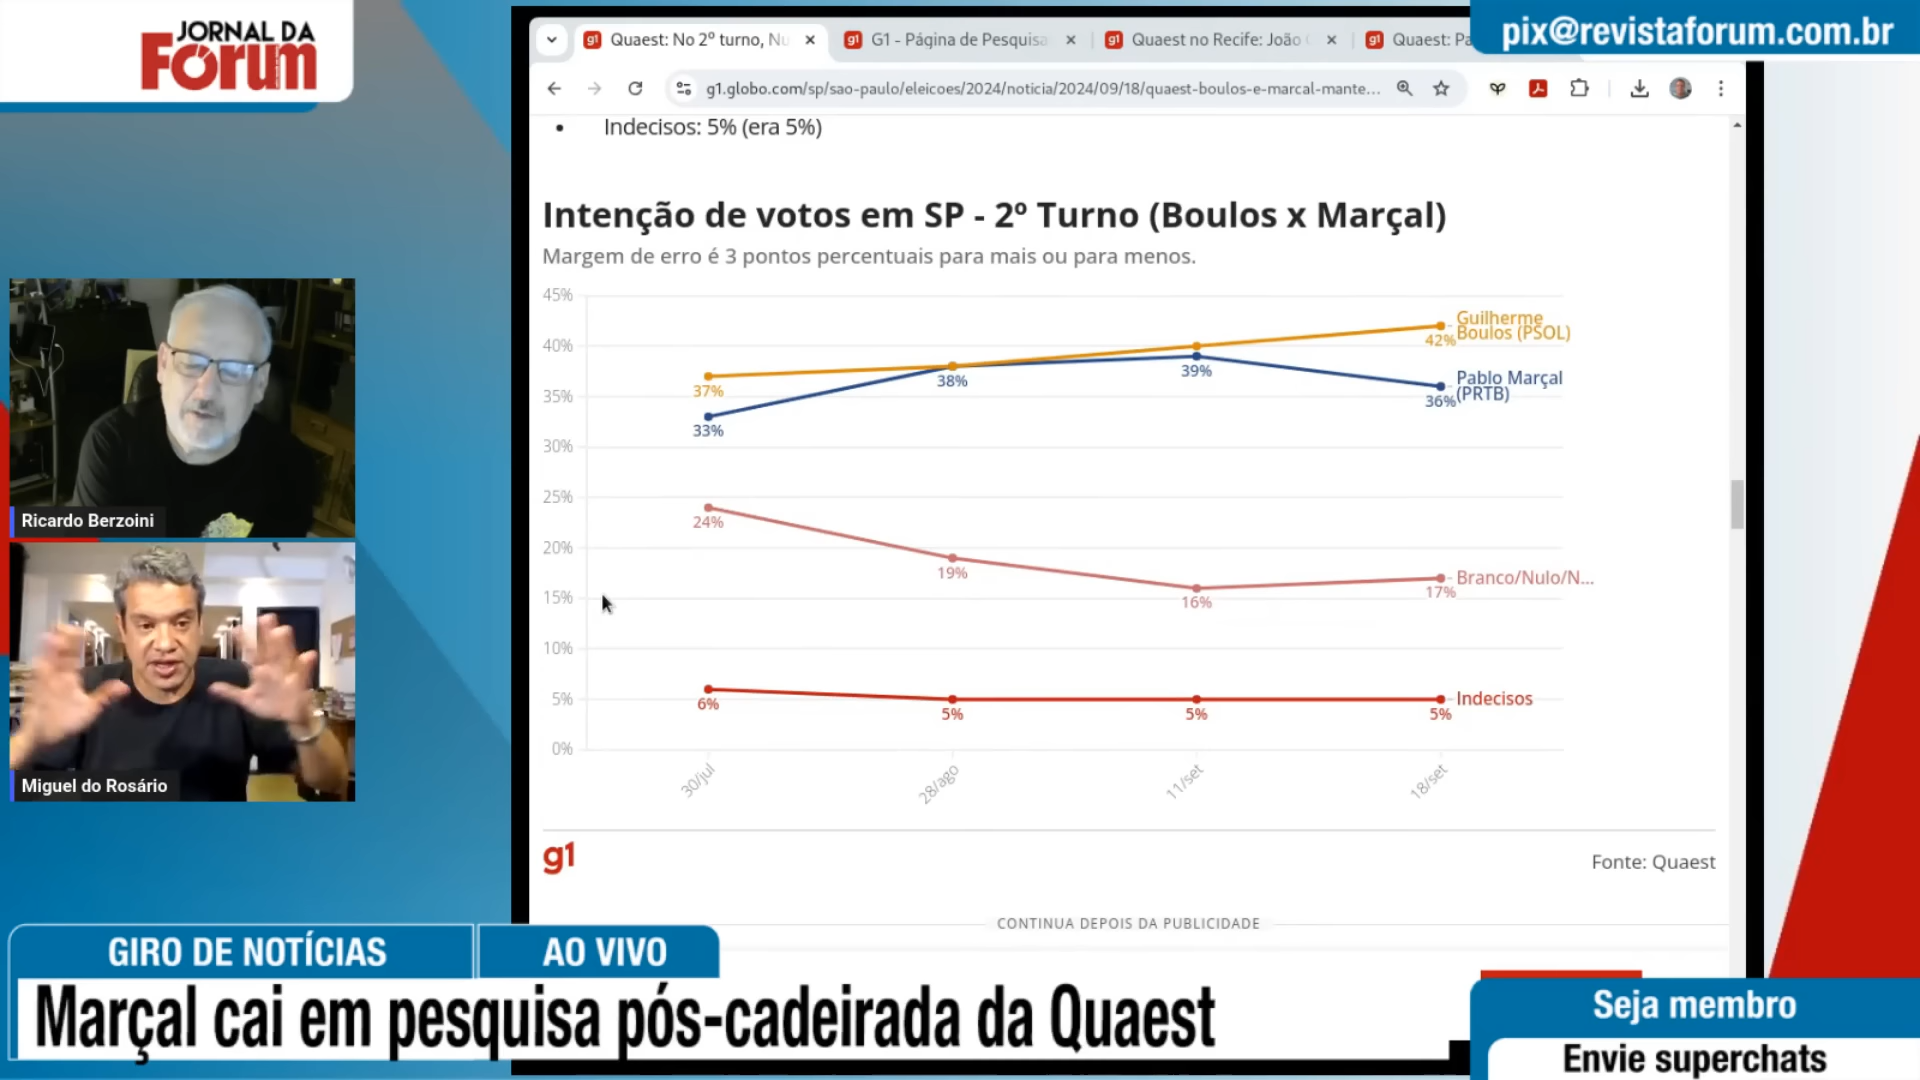 JORNAL DA
Fórum
pix@revistaforum.com.br
Quaest: No 2º turno, Nu
G1 - Página de Pesquisa
Quaest no Recife: João
Quaest: Pa
g1.globo.com/sp/sao-paulo/eleicoes/2024/noticia/2024/09/18/quaest-boulos-e-marcal-mante...
• Indecisos: 5% (era 5%)
Intenção de votos em SP - 2º Turno (Boulos x Marçal)
Margem de erro é 3 pontos percentuais para mais ou para menos.
45%
40%
35%
30%
25%
20%
15%
10%
5%
0%
37%
38%
39%
42%
Guilherme
Boulos (PSOL)
33%
36%
Pablo Marçal
(PRTB)
24%
19%
16%
17%
Branco/Nulo/N...
6%
5%
5%
5%
Indecisos
30/jul
28/ago
11/set
18/set
g1
Fonte: Quaest
CONTINUA DEPOIS DA PUBLICIDADE
Ricardo Berzoini
Miguel do Rosário
GIRO DE NOTÍCIAS
AO VIVO
Marçal cai em pesquisa pós-cadeirada da Quaest
Seja membro
Envie superchats